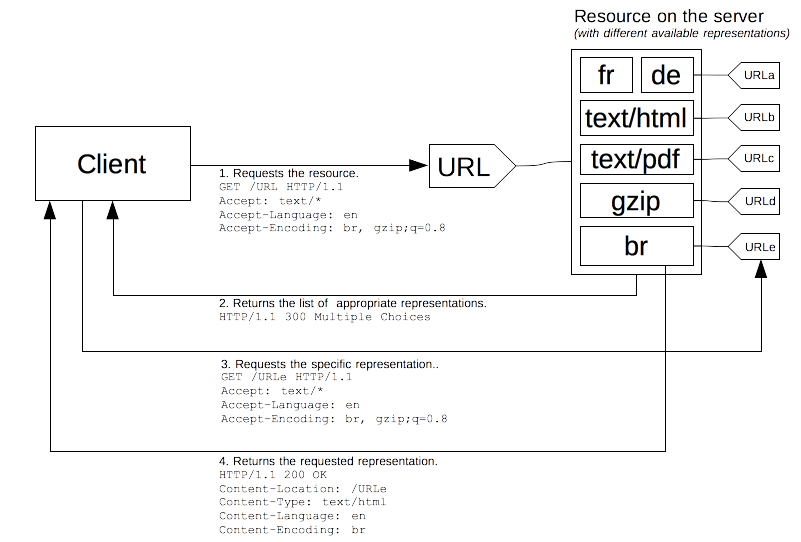 Resource on the server
(with different available representations)
fr
de
URLa
text/html
URLb
Client
URL
text/pdf
URLc
1. Requests the resource.
GET /URL HTTP/1.1
Accept: text/*
Accept-Language: en
Accept-Encoding: br, gzip;q=0.8
gzip
URLd
br
URLe
2. Returns the list of appropriate representations.
HTTP/1.1 300 Multiple Choices
3. Requests the specific representation..
GET /URLe HTTP/1.1
Accept: text/*
Accept-Language: en
Accept-Encoding: br, gzip;q=0.8
4. Returns the requested representation.
HTTP/1.1 200 OK
Content-Location: /URLe
Content-Type: text/html
Content-Language: en
Content-Encoding: br